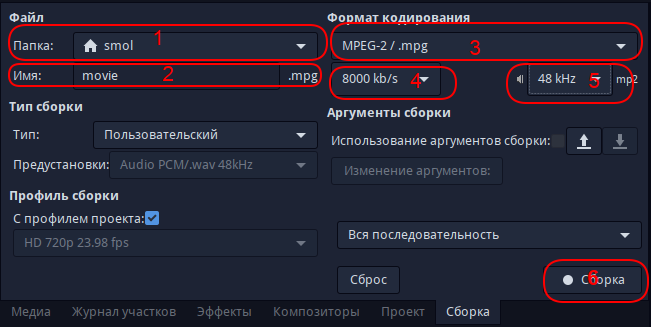 Файл
Папка: smol 1
Имя: movie 2 .mpg
Тип сборки
Тип: Пользовательский
Предустановки: Audio PCM/.wav 48kHz
Профиль сборки
С профилем проекта:
HD 720p 23.98 fps
Формат кодирования
MPEG-2 / .mpg 3
8000 kb/s 4 48 kHz 5 mp2
Аргументы сборки
Использование аргументов сборки:
Изменение аргументов:
Вся последовательность
Сброс 6 Сборка
Медиа Журнал участков Эффекты Композиторы Проект Сборка